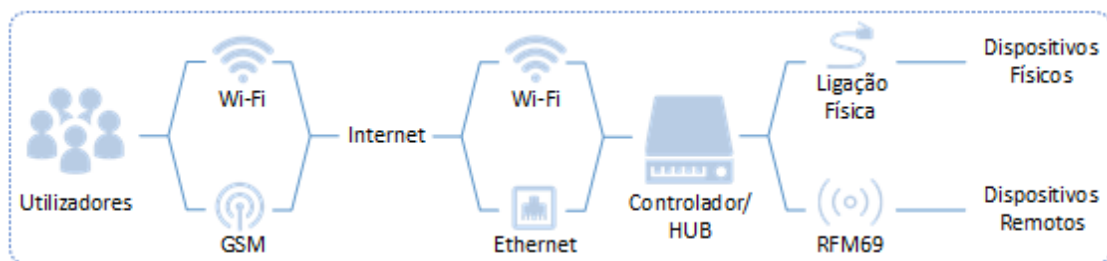 Utilizadores
Wi-Fi
GSM
Internet
Wi-Fi
Ethernet
Controlador/
HUB
Ligação
Física
RFM69
Dispositivos
Físicos
Dispositivos
Remotos